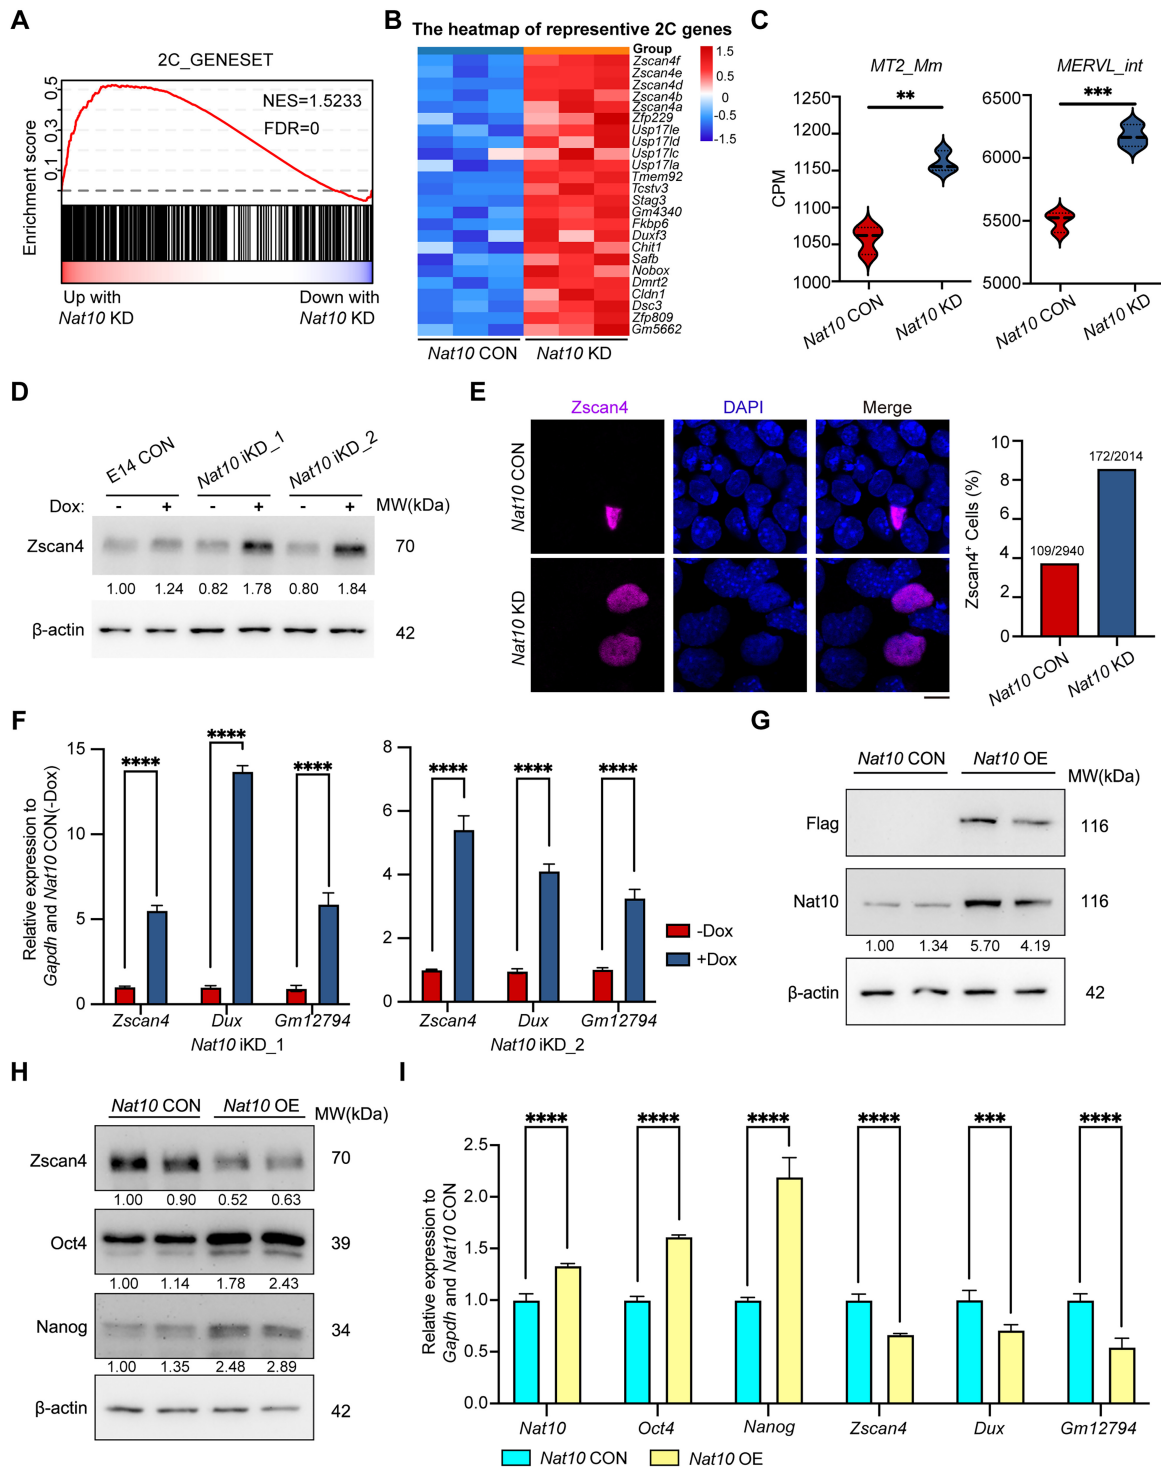 A
2C_GENESET
NES=1.5233
FDR=0
Enrichment score
0.5
0.3
0.1
Up with
Nat10 KD
Down with
Nat10 KD
B
The heatmap of representive 2C genes
Group
Zscan4f
Zscan4e
Zscan4d
Zscan4b
Zscan4a
Zfp229
Usp17le
Usp17ld
Usp17lc
Usp17la
Tmem92
Tcstv3
Stag3
Gm4340
Fkbp6
Duxf3
Chit1
Safb
Nobox
Dmrt2
Cldn1
Dsc3
Zfp809
Gm5662
1.5
1
0.5
0
-0.5
-1
-1.5
Nat10 CON
Nat10 KD
C
MT2_Mm
**
CPM
1250
1200
1150
1100
1050
1000
Nat10 CON
Nat10 KD
MERVL_int
***
6500
6000
5500
5000
Nat10 CON
Nat10 KD
D
E14 CON
Nat10 iKD_1
Nat10 iKD_2
Dox: - + - + - + MW(kDa)
Zscan4 70
1.00 1.24 0.82 1.78 0.80 1.84
β-actin 42
E
Zscan4 DAPI Merge
Nat10 CON
Nat10 KD
Zscan4+ Cells (%)
10
8
6
4
2
0
109/2940
172/2014
Nat10 CON
Nat10 KD
F
Relative expression to
Gapdh and Nat10 CON(-Dox)
15
10
5
0
**** **** ****
Zscan4 Dux Gm12794
Nat10 iKD_1
8
6
4
2
0
**** **** ****
Zscan4 Dux Gm12794
Nat10 iKD_2
-Dox
+Dox
G
Nat10 CON Nat10 OE
MW(kDa)
Flag 116
Nat10 116
1.00 1.34 5.70 4.19
β-actin 42
H
Nat10 CON Nat10 OE
MW(kDa)
Zscan4 70
1.00 0.90 0.52 0.63
Oct4 39
1.00 1.14 1.78 2.43
Nanog 34
1.00 1.35 2.48 2.89
β-actin 42
I
Relative expression to
Gapdh and Nat10 CON
2.5
2.0
1.5
1.0
0.5
0.0
**** **** **** **** *** ****
Nat10 Oct4 Nanog Zscan4 Dux Gm12794
Nat10 CON Nat10 OE